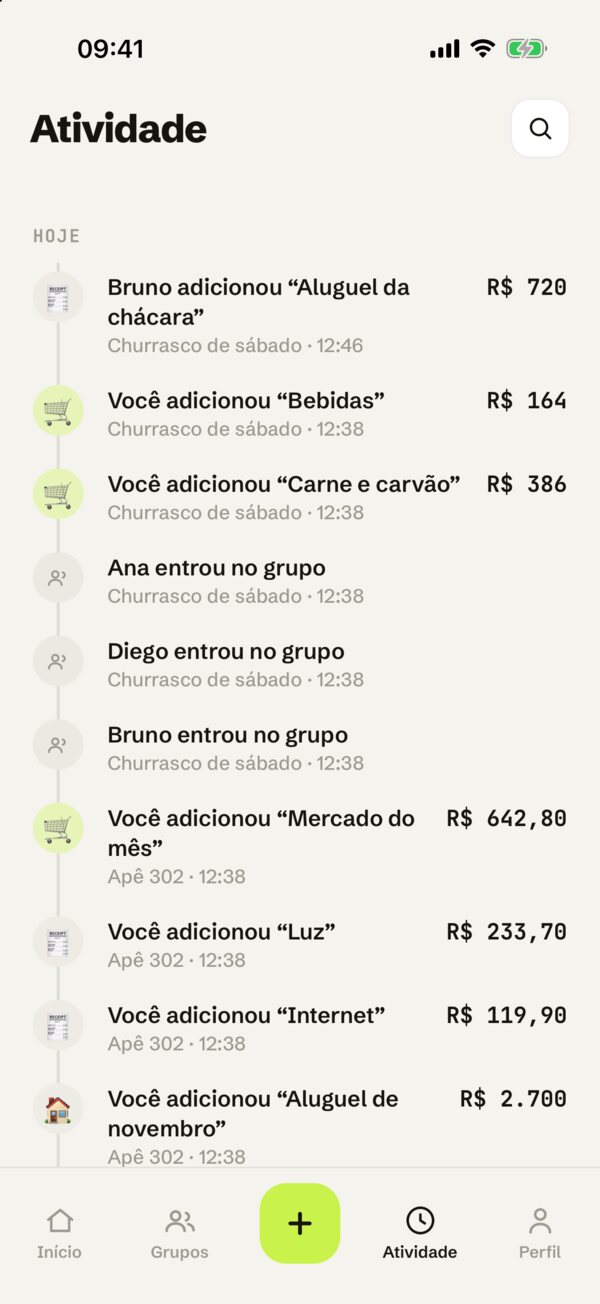 09:41
Atividade
HOJE
Bruno adicionou “Aluguel da R$ 720
chácara”
Churrasco de sábado · 12:46
Você adicionou “Bebidas” R$ 164
Churrasco de sábado · 12:38
Você adicionou “Carne e carvão” R$ 386
Churrasco de sábado · 12:38
Ana entrou no grupo
Churrasco de sábado · 12:38
Diego entrou no grupo
Churrasco de sábado · 12:38
Bruno entrou no grupo
Churrasco de sábado · 12:38
Você adicionou “Mercado do R$ 642,80
mês”
Apê 302 · 12:38
Você adicionou “Luz” R$ 233,70
Apê 302 · 12:38
Você adicionou “Internet” R$ 119,90
Apê 302 · 12:38
Você adicionou “Aluguel de R$ 2.700
novembro”
Apê 302 · 12:38
Início Grupos Atividade Perfil